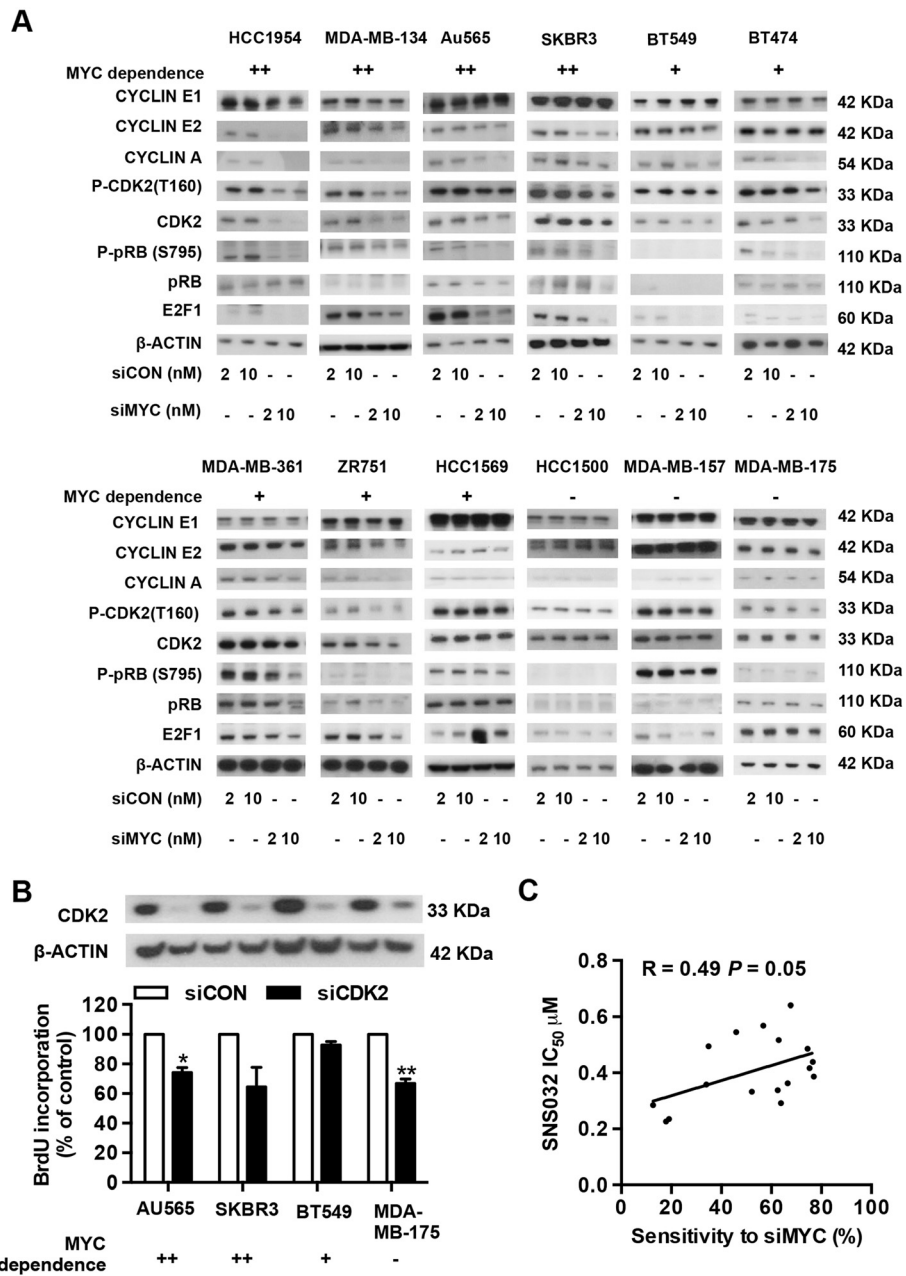 A
HCC1954 MDA-MB-134 Au565 SKBR3 BT549 BT474
MYC dependence ++ ++ ++ ++ + +
CYCLIN E1 42 KDa
CYCLIN E2 42 KDa
CYCLIN A 54 KDa
P-CDK2(T160) 33 KDa
CDK2 33 KDa
P-pRB (S795) 110 KDa
pRB 110 KDa
E2F1 60 KDa
β-ACTIN 42 KDa
siCON (nM) 2 10 - - 2 10 - - 2 10 - - 2 10 - - 2 10 - - 2 10 - -
siMYC (nM) - - 2 10 - - 2 10 - - 2 10 - - 2 10 - - 2 10 - - 2 10
MDA-MB-361 ZR751 HCC1569 HCC1500 MDA-MB-157 MDA-MB-175
MYC dependence + + + - - -
CYCLIN E1 42 KDa
CYCLIN E2 42 KDa
CYCLIN A 54 KDa
P-CDK2(T160) 33 KDa
CDK2 33 KDa
P-pRB (S795) 110 KDa
pRB 110 KDa
E2F1 60 KDa
β-ACTIN 42 KDa
siCON (nM) 2 10 - - 2 10 - - 2 10 - - 2 10 - - 2 10 - - 2 10 - -
siMYC (nM) - - 2 10 - - 2 10 - - 2 10 - - 2 10 - - 2 10 - - 2 10
B
CDK2 33 KDa
β-ACTIN 42 KDa
siCON siCDK2
BrdU incorporation
(% of control)
120
100
80
60
40
20
0
*
**
AU565 SKBR3 BT549 MDA-
MB-175
MYC
dependence ++ ++ + -
C
R = 0.49 P = 0.05
SNS032 IC50 μM
0.8
0.6
0.4
0.2
0.0
0 20 40 60 80 100
Sensitivity to siMYC (%)